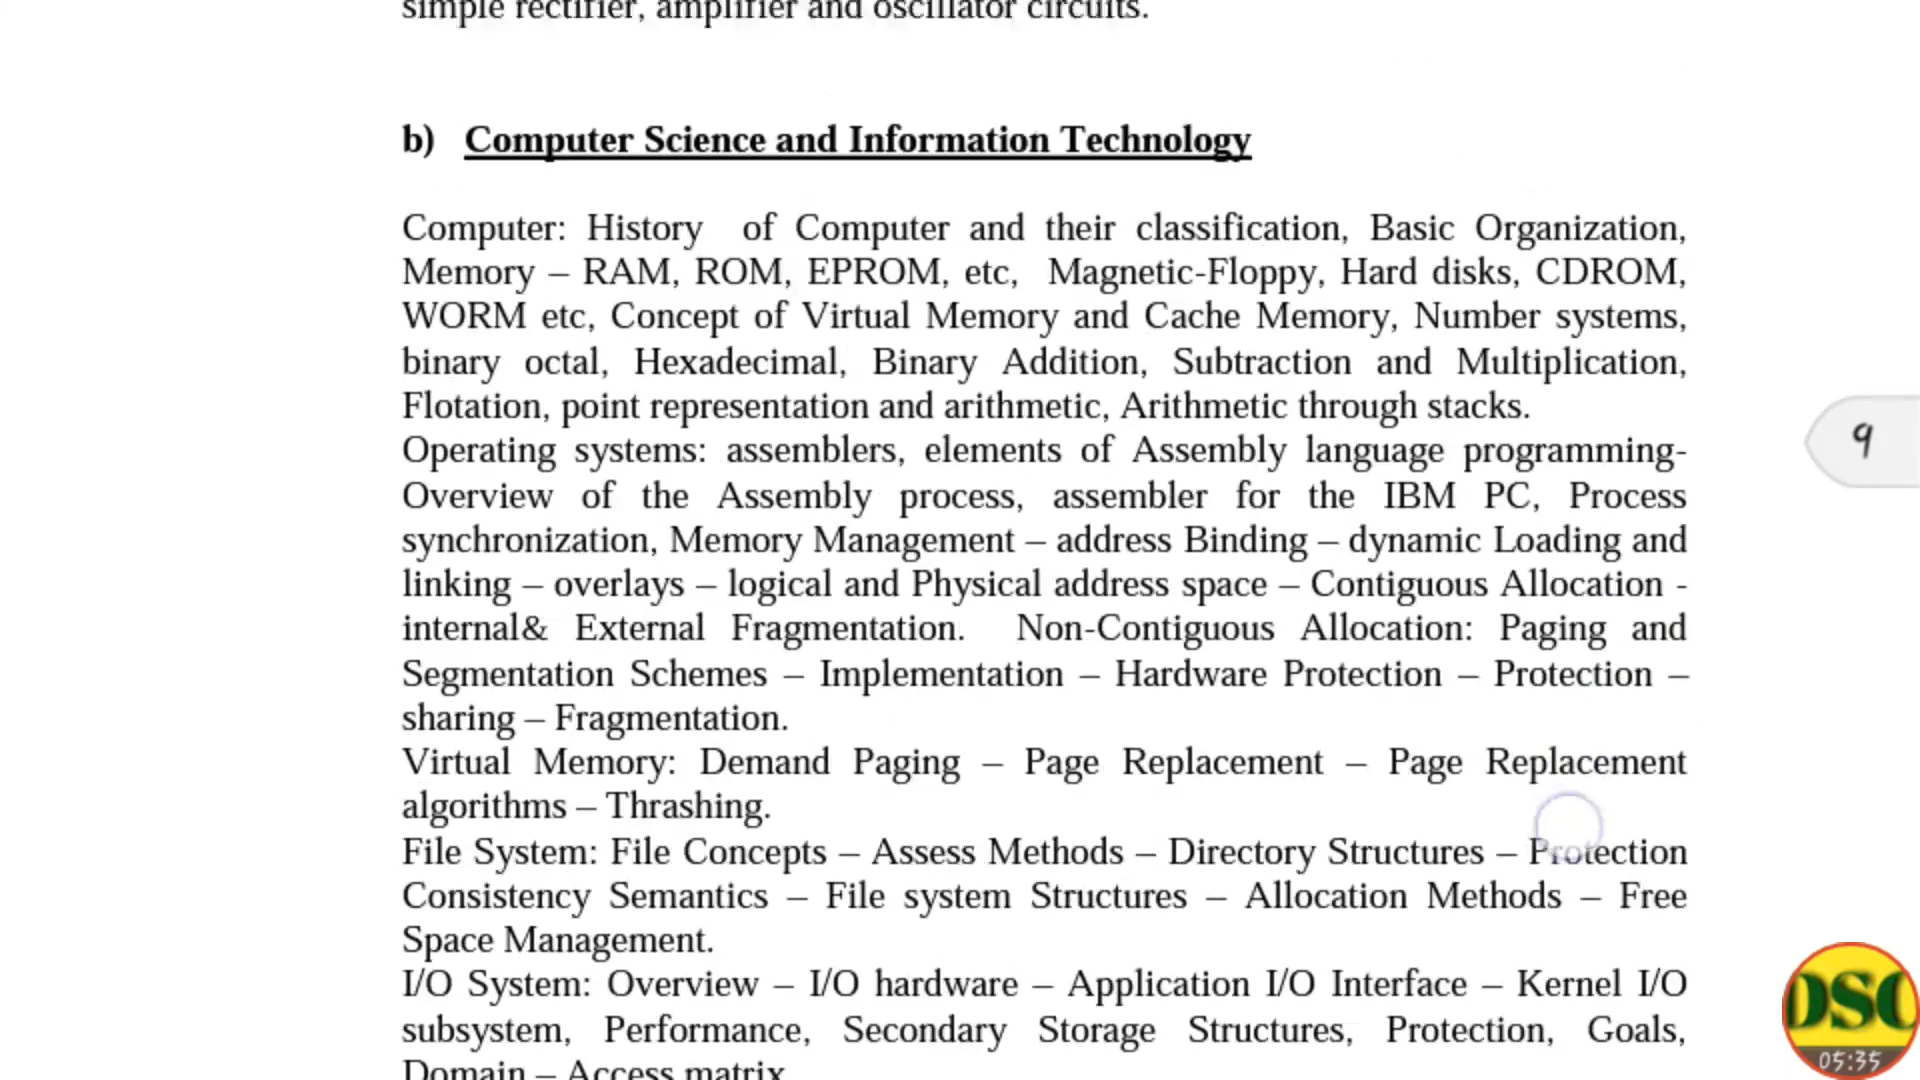 simple rectifier, amplifier and oscillator circuits.
b) Computer Science and Information Technology
Computer: History of Computer and their classification, Basic Organization,
Memory – RAM, ROM, EPROM, etc, Magnetic-Floppy, Hard disks, CDROM,
WORM etc, Concept of Virtual Memory and Cache Memory, Number systems,
binary octal, Hexadecimal, Binary Addition, Subtraction and Multiplication,
Flotation, point representation and arithmetic, Arithmetic through stacks.
Operating systems: assemblers, elements of Assembly language programming-
Overview of the Assembly process, assembler for the IBM PC, Process
synchronization, Memory Management – address Binding – dynamic Loading and
linking – overlays – logical and Physical address space – Contiguous Allocation -
internal& External Fragmentation. Non-Contiguous Allocation: Paging and
Segmentation Schemes – Implementation – Hardware Protection – Protection –
sharing – Fragmentation.
Virtual Memory: Demand Paging – Page Replacement – Page Replacement
algorithms – Thrashing.
File System: File Concepts – Assess Methods – Directory Structures – Protection
Consistency Semantics – File system Structures – Allocation Methods – Free
Space Management.
I/O System: Overview – I/O hardware – Application I/O Interface – Kernel I/O
subsystem, Performance, Secondary Storage Structures, Protection, Goals,
Domain – Access matrix
9
DSC
05:35